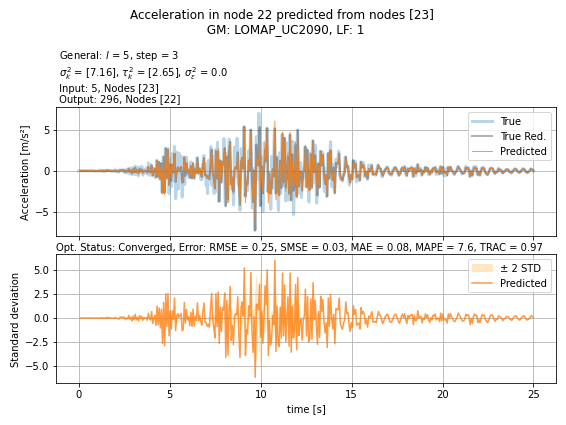 Acceleration in node 22 predicted from nodes [23]
GM: LOMAP_UC2090, LF: 1
General: l = 5, step = 3
σ²ₖ = [7.16], τ²ₖ = [2.65], σ²ε = 0.0
Input: 5, Nodes [23]
Output: 296, Nodes [22]
True
True Red.
Predicted
Acceleration [m/s²]
5
0
−5
Opt. Status: Converged, Error: RMSE = 0.25, SMSE = 0.03, MAE = 0.08, MAPE = 7.6, TRAC = 0.97
± 2 STD
Predicted
Standard deviation
5.0
2.5
0.0
−2.5
−5.0
0 5 10 15 20 25
time [s]